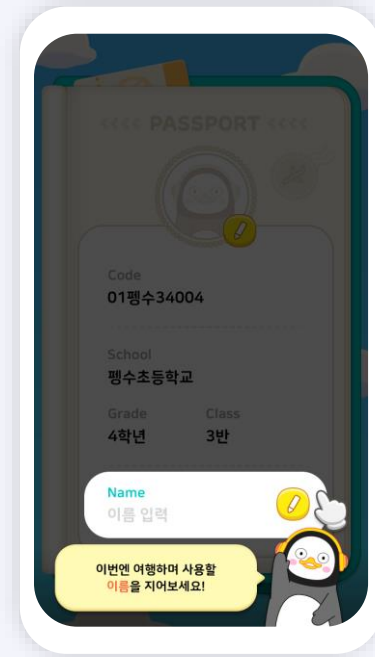 <<<< PASSPORT <<<<
Code
01펭수34004
School
펭수초등학교
Grade Class
4학년 3반
Name
이름 입력
이번엔 여행하며 사용할
이름을 지어보세요!